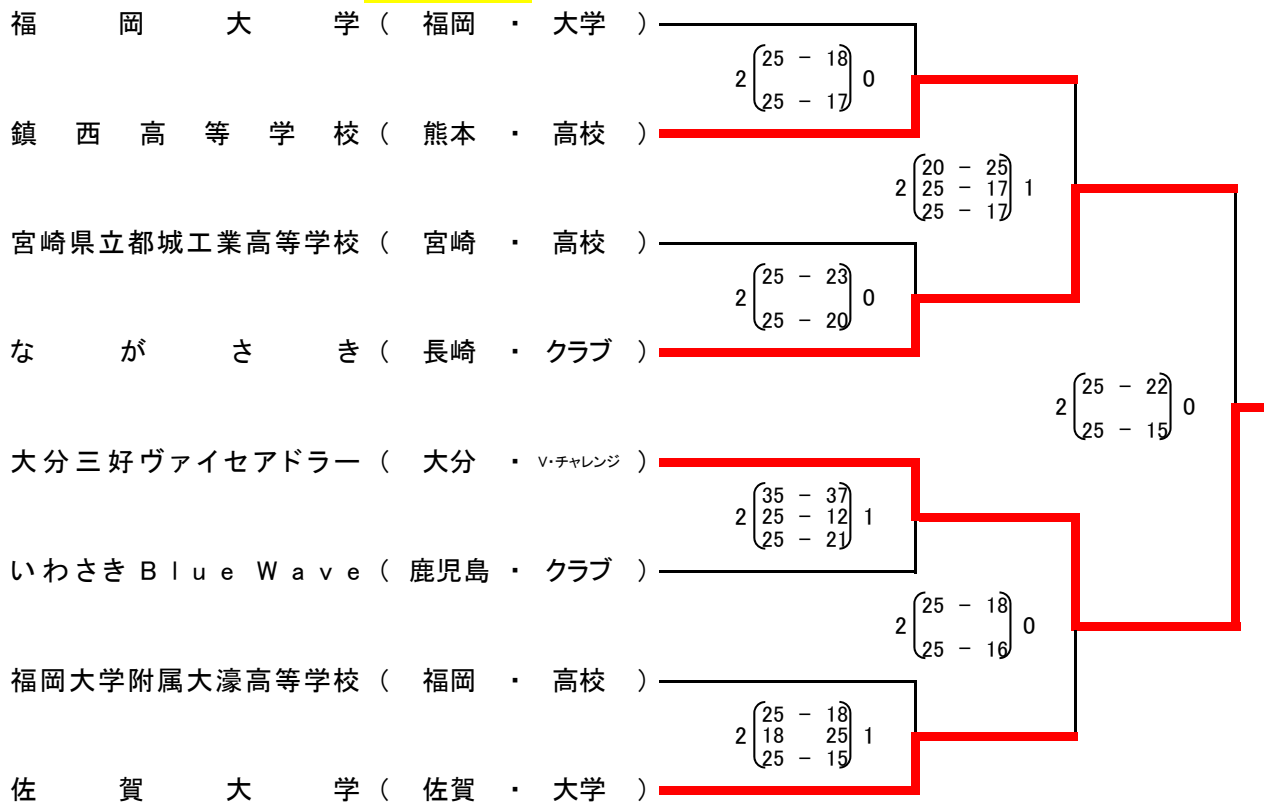 福岡大学（ 福岡 ・ 大学 ）
2 25 － 18 0
25 － 17
鎮西高等学校（ 熊本 ・ 高校 ）
20 － 25
2 25 － 17 1
25 － 17
宮崎県立都城工業高等学校（ 宮崎 ・ 高校 ）
2 25 － 23 0
25 － 20
ながさき（ 長崎 ・ クラブ ）
2 25 － 22 0
25 － 15
大分三好ヴァイセアドラー（ 大分 ・ V・チャレンジ ）
35 － 37
2 25 － 12 1
25 － 21
いわさきＢｌｕｅ Ｗａｖｅ（ 鹿児島 ・ クラブ ）
2 25 － 18 0
25 － 16
福岡大学附属大濠高等学校（ 福岡 ・ 高校 ）
25 － 18
2 18 25 1
25 － 15
佐賀大学（ 佐賀 ・ 大学 ）